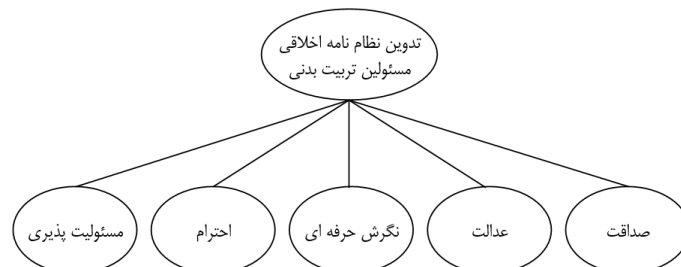 تدوین نظام نامه اخلاقی
مسئولین تربیت بدنی
صداقت
عدالت
نگرش حرفه ای
احترام
مسئولیت پذیری